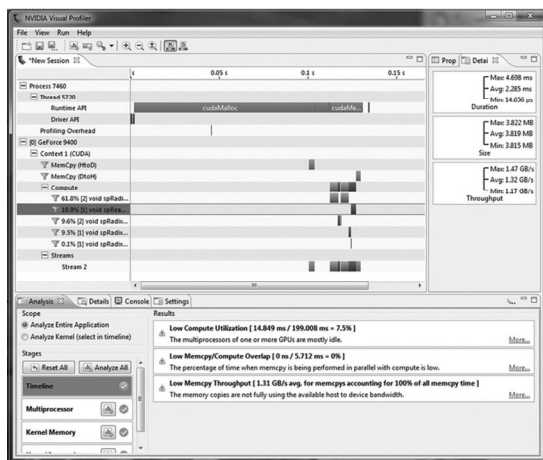 NVIDIA Visual Profiler
File View Run Help
*New Session
Prop Detai
s 0.05 s 0.1 s 0.15 s
Process 7460
Thread 5720
Runtime API
cudaMalloc
cudaMe...
Driver API
Profiling Overhead
[0] GeForce 9400
Context 1 (CUDA)
MemCpy (HtoD)
MemCpy (DtoH)
Compute
61.8% [2] void spRadix...
18.9% [1] void spRea...
9.6% [2] void spRadix...
9.5% [1] void spRadix...
0.1% [1] void spRadix...
Streams
Stream 2
Max: 4.698 ms
Avg: 2.285 ms
Min: 14.656 µs
Duration
Max: 3.822 MB
Avg: 3.819 MB
Min: 3.815 MB
Size
Max: 1.47 GB/s
Avg: 1.32 GB/s
Min: 1.17 GB/s
Throughput
Analysis Details Console Settings
Scope
Analyze Entire Application
Analyze Kernel (select in timeline)
Stages
Reset All Analyze All
Timeline
Multiprocessor
Kernel Memory
Results
Low Compute Utilization [ 14.849 ms / 199.008 ms = 7.5% ]
The multiprocessors of one or more GPUs are mostly idle.
More...
Low Memcpy/Compute Overlap [ 0 ns / 5.712 ms = 0% ]
The percentage of time when memcpy is being performed in parallel with compute is low.
More...
Low Memcpy Throughput [ 1.31 GB/s avg, for memcpys accounting for 100% of all memcpy time ]
The memory copies are not fully using the available host to device bandwidth.
More...